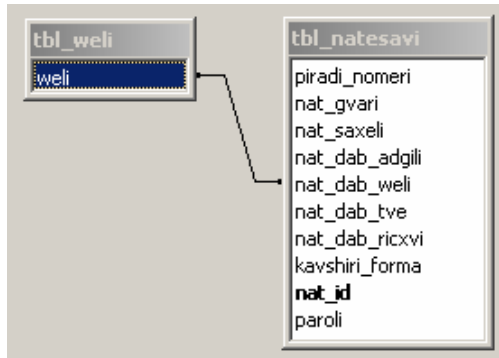 tbl_weli
weli
tbl_natesavi
piradi_nomeri
nat_gvari
nat_saxeli
nat_dab_adgili
nat_dab_weli
nat_dab_tve
nat_dab_ricxvi
kavshiri_forma
nat_id
paroli